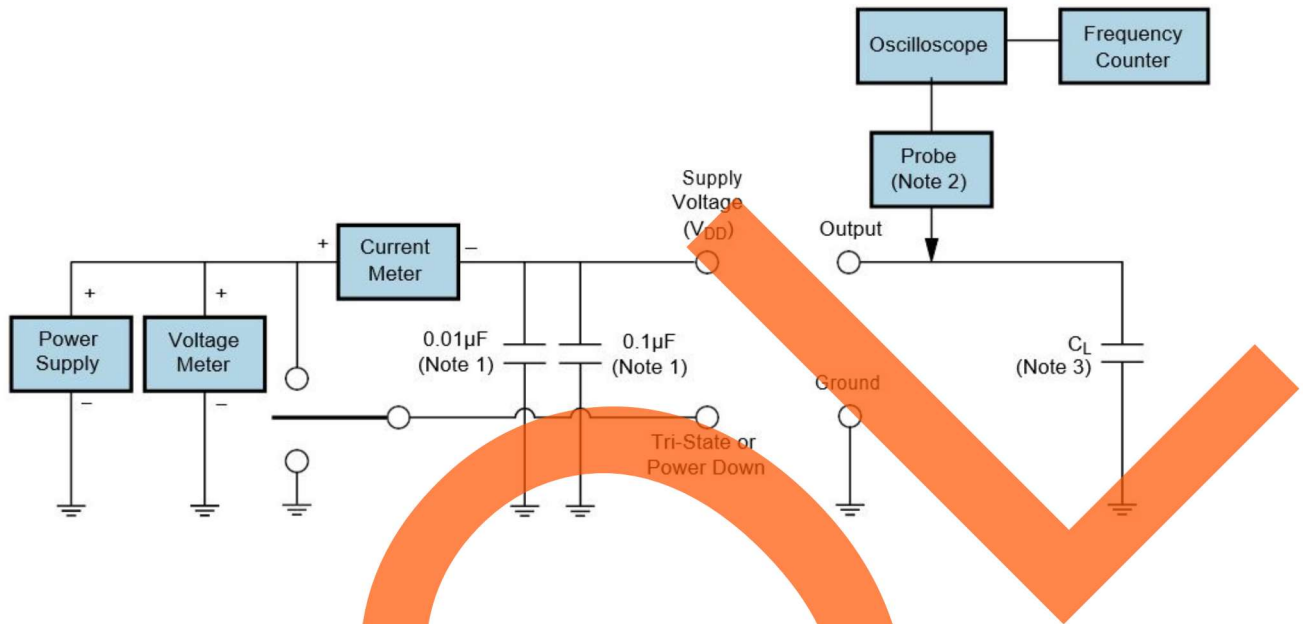 Oscilloscope
Frequency
Counter
Probe
(Note 2)
Supply
Voltage
(VDD)
Output
+
Current
Meter
–
+
+
Power
Supply
Voltage
Meter
0.01µF
(Note 1)
0.1µF
(Note 1)
CL
(Note 3)
–
–
Ground
Tri-State or
Power Down